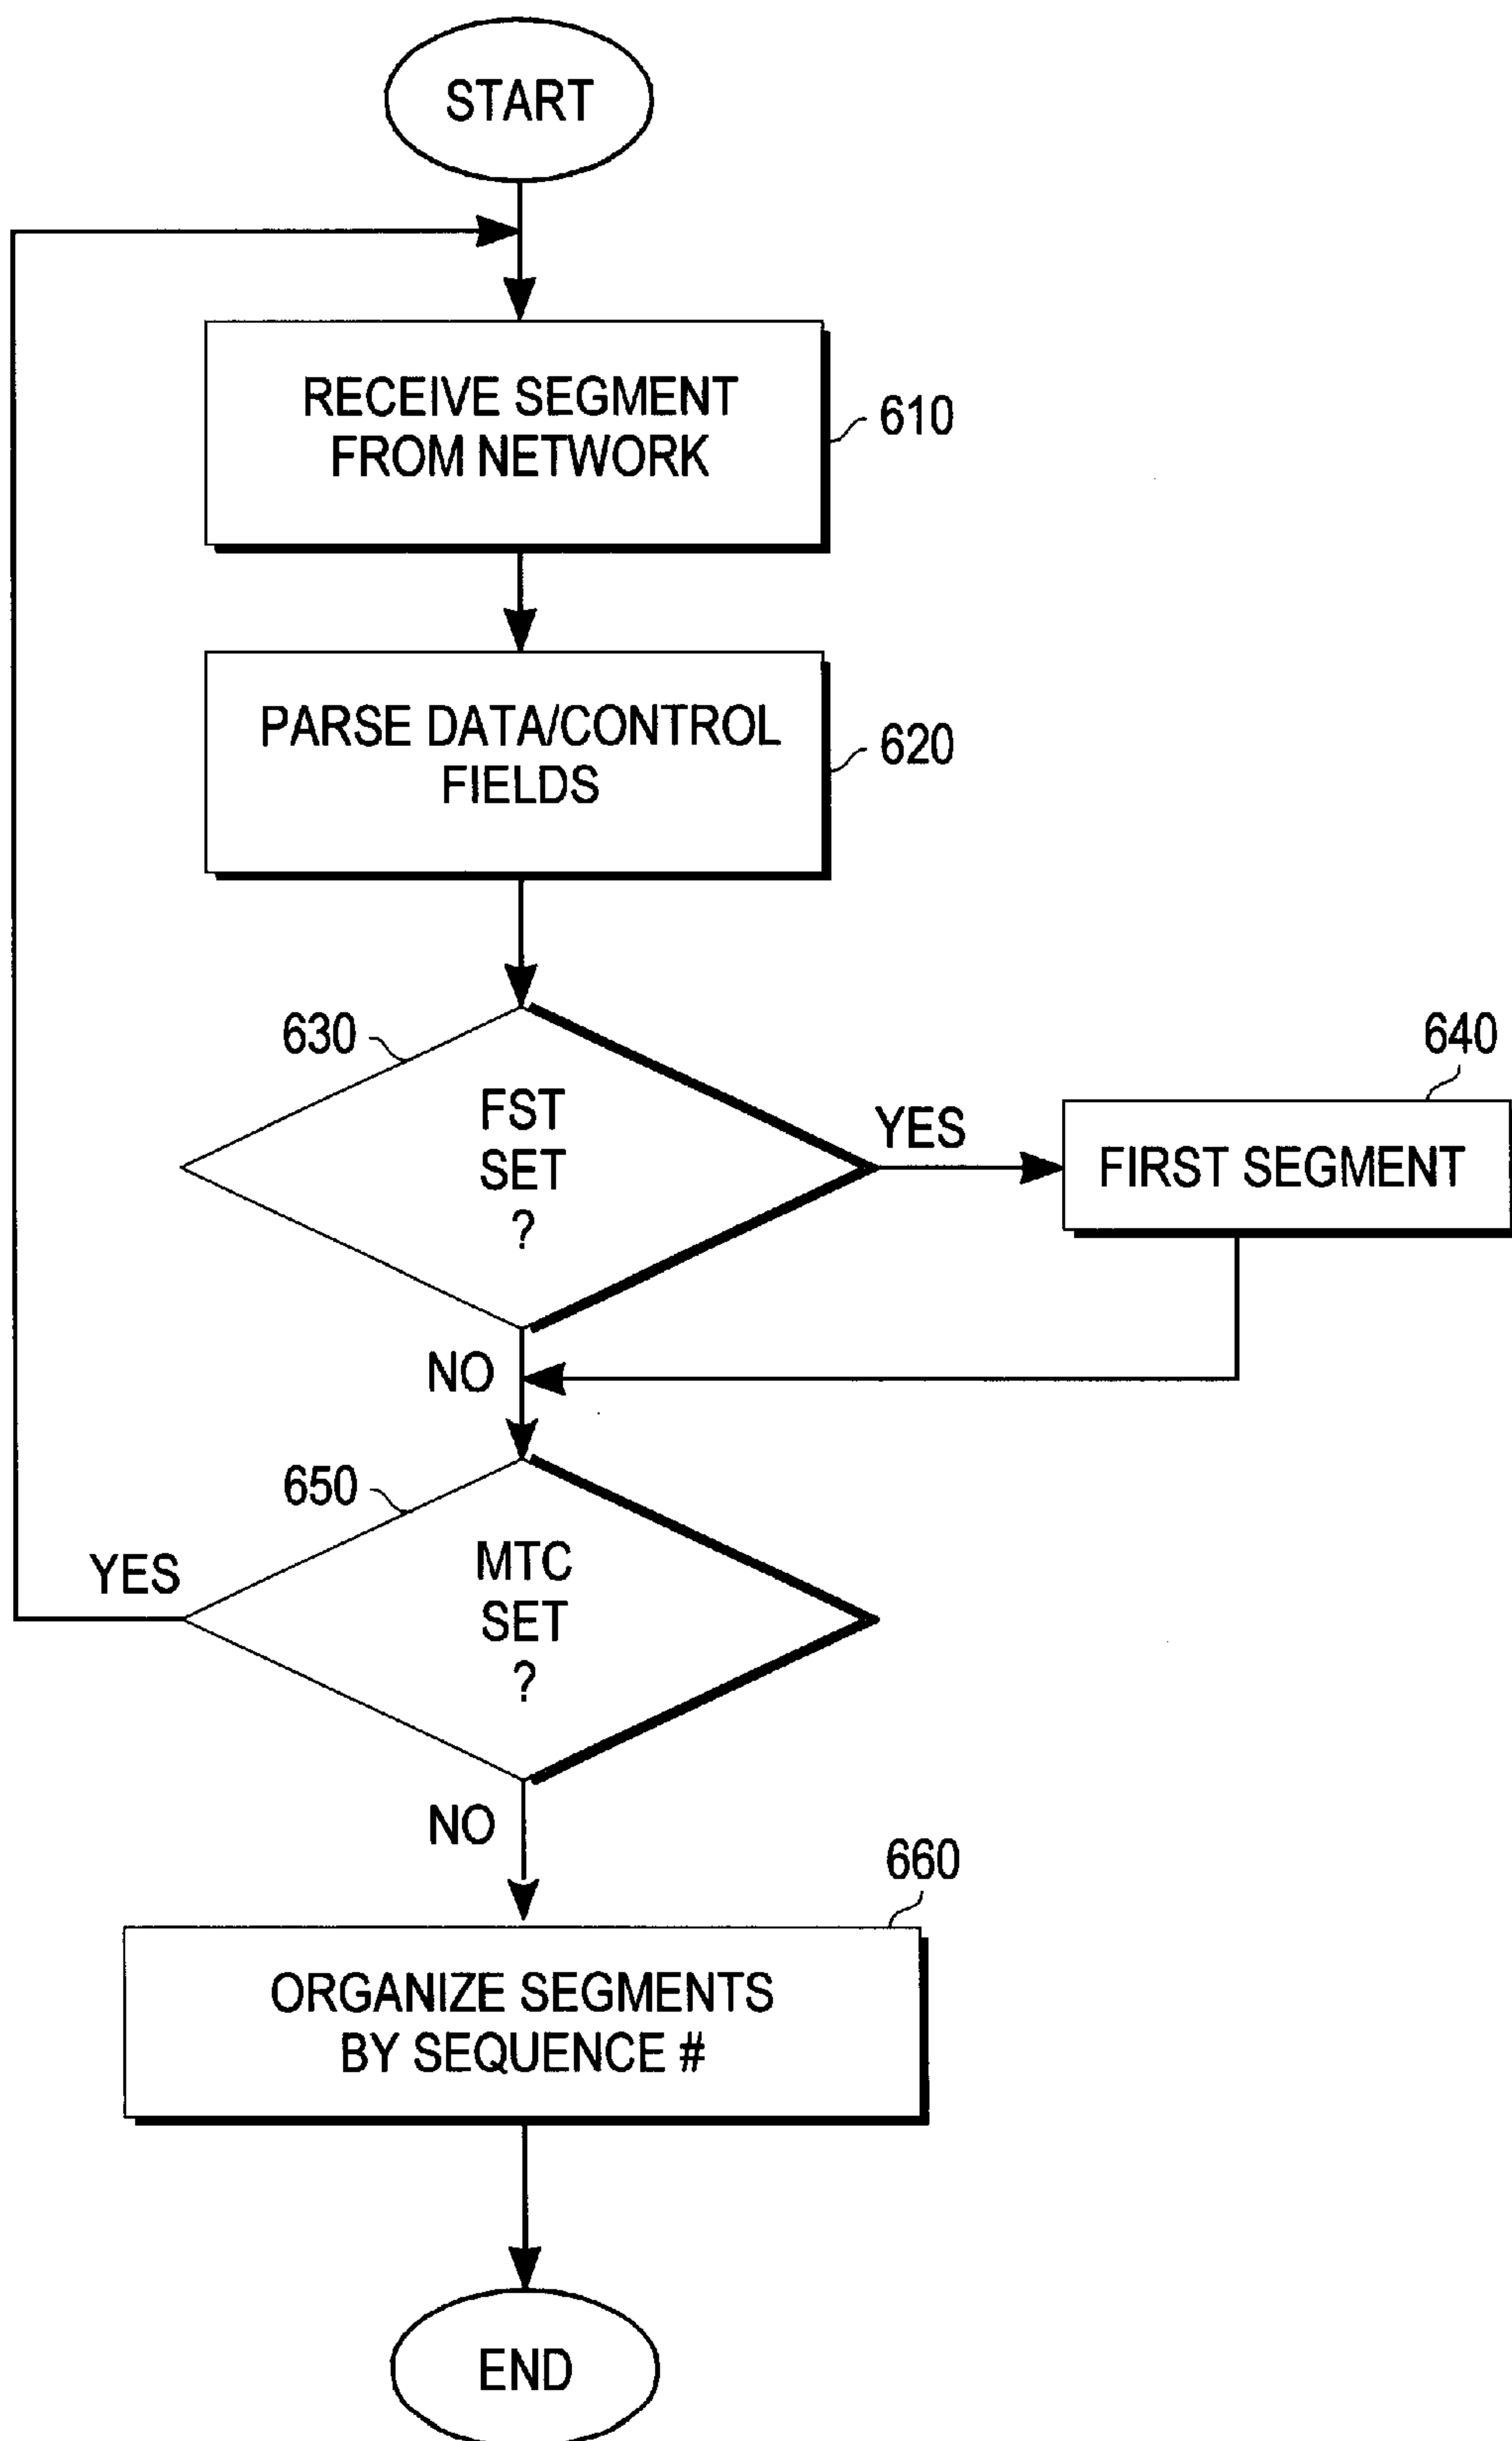 START
RECEIVE SEGMENT
FROM NETWORK
610
PARSE DATA/CONTROL
FIELDS
620
630
FST
SET
?
YES
640
FIRST SEGMENT
NO
650
MTC
SET
?
YES
NO
660
ORGANIZE SEGMENTS
BY SEQUENCE #
END